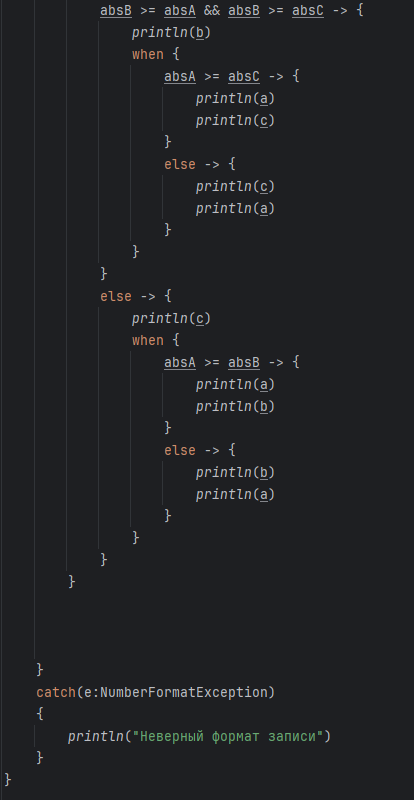 absB >= absA && absB >= absC -> {
println(b)
when {
absA >= absC -> {
println(a)
println(c)
}
else -> {
println(c)
println(a)
}
}
}
else -> {
println(c)
when {
absA >= absB -> {
println(a)
println(b)
}
else -> {
println(b)
println(a)
}
}
}
}
}
catch(e:NumberFormatException)
{
println("Неверный формат записи")
}
}